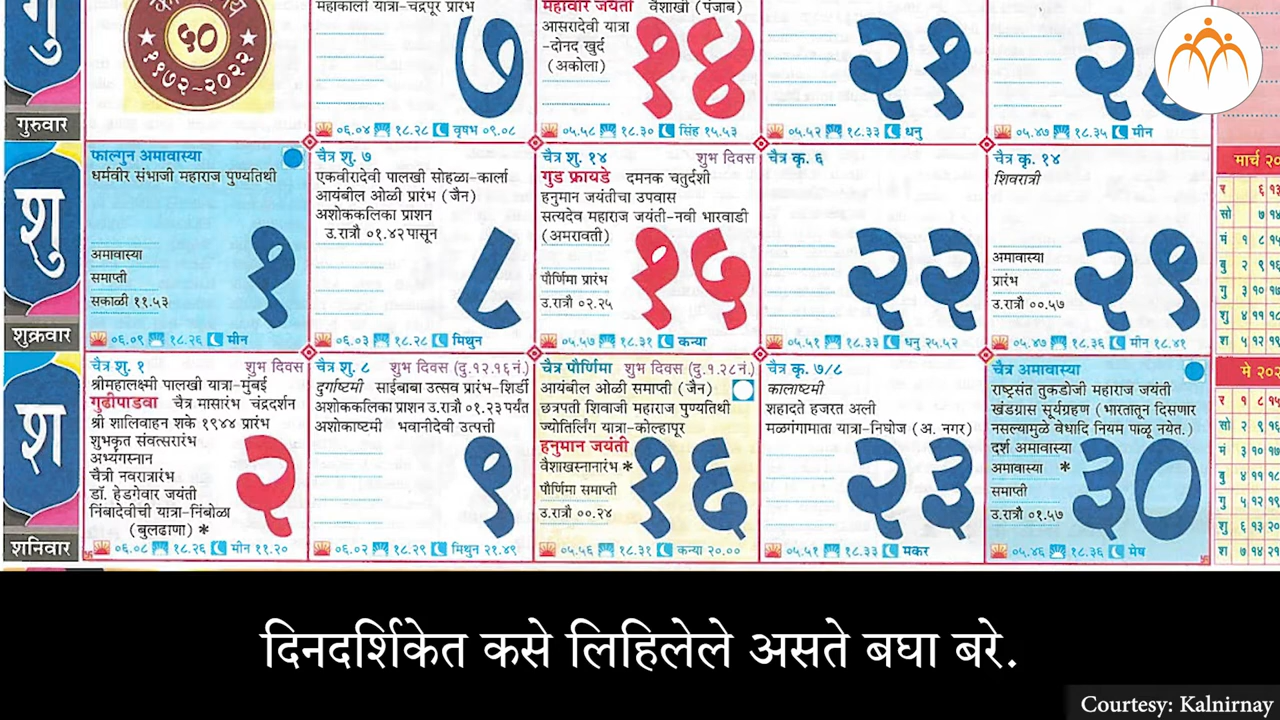 महाकाली यात्रा-चंद्रपूर प्रारंभ
महावीर जयंती वैशाखी (पंजाब)
आसरादेवी यात्रा
-दोनद खुर्द
(अकोला)
५०
१९७३-२०२२
७
१४
२१
गुरुवार
०६.०४ १८.२८ वृषभ ०९.०८
०५.५८ १८.३० सिंह १५.५३
०५.५२ १८.३३ धनु
०५.४७ १८.३५ मीन
शु
शुक्रवार
फाल्गुन अमावास्या
धर्मवीर संभाजी महाराज पुण्यतिथी
अमावास्या
समाप्ती
सकाळी ११.५३
१
०६.०९ १८.२६ मीन
चैत्र शु. ७
एकवीरादेवी पालखी सोहळा-कार्ला
आयंबील ओळी प्रारंभ (जैन)
अशोककलिका प्राशन
उ.रात्रौ ०१.४२ पासून
८
०६.०३ १८.२८ मिथुन
चैत्र शु. १४ शुभ दिवस
गुड फ्रायडे दमनक चतुर्दशी
हनुमान जयंतीचा उपवास
सत्यदेव महाराज जयंती-नवी भारवाडी
(अमरावती)
पौर्णिमा प्रारंभ
उ.रात्रौ ०२.२५
१५
०५.५७ १८.३१ कन्या
चैत्र कृ. ६
२२
०५.५१ १८.३३ धनु २५.५२
चैत्र कृ. १४
शिवरात्री
अमावास्या
प्रारंभ
उ.रात्रौ ००.५७
२९
०५.४७ १८.३६ मीन १८.४१
श
शनिवार
चैत्र शु. १ शुभ दिवस
श्रीमहालक्ष्मी पालखी यात्रा-मुंबई
गुढीपाडवा चैत्र मासारंभ चंद्रदर्शन
श्री शालिवाहन शके १९४४ प्रारंभ
शुभकृत संवत्सरारंभ
अभ्यंगस्नान
चैत्री नवरात्रारंभ
डॉ. हेडगेवार जयंती
निंबादेवीची यात्रा-निंबोळा
(बुलढाणा) *
२
०६.०८ १८.२६ मीन ११.२०
चैत्र शु. ८ शुभ दिवस (दु.१२.१६ नं.)
दुर्गाष्टमी साईबाबा उत्सव प्रारंभ-शिर्डी
अशोककलिका प्राशन उ.रात्रौ ०१.२३ पर्यंत
अशोकाष्टमी भवानीदेवी उत्पत्ती
९
०६.०२ १८.२९ मिथुन २१.४९
चैत्र पौर्णिमा शुभ दिवस (दु.१.२८ नं.)
आयंबील ओळी समाप्ती (जैन)
छत्रपती शिवाजी महाराज पुण्यतिथी
ज्योतिर्लिंग यात्रा-कोल्हापूर
हनुमान जयंती
वैशाखस्नानारंभ *
पौर्णिमा समाप्ती
उ.रात्रौ ००.२४
१६
०५.५६ १८.३१ कन्या २०.००
चैत्र कृ. ७/८
कालाष्टमी
शहादते हजरत अली
मळगंगामाता यात्रा-निघोज (अ. नगर)
२३
०५.५१ १८.३३ मकर
चैत्र अमावास्या
राष्ट्रसंत तुकडोजी महाराज जयंती
खंडग्रास सूर्यग्रहण (भारतातून दिसणार
नसल्यामुळे वेधादि नियम पाळू नयेत.)
दर्श अमावास्या
अमावास्या *
समाप्ती
उ.रात्रौ ०१.५७
३०
०५.४६ १८.३६ मेष
दिनदर्शिकेत कसे लिहिलेले असते बघा बरे.
Courtesy: Kalnirnay